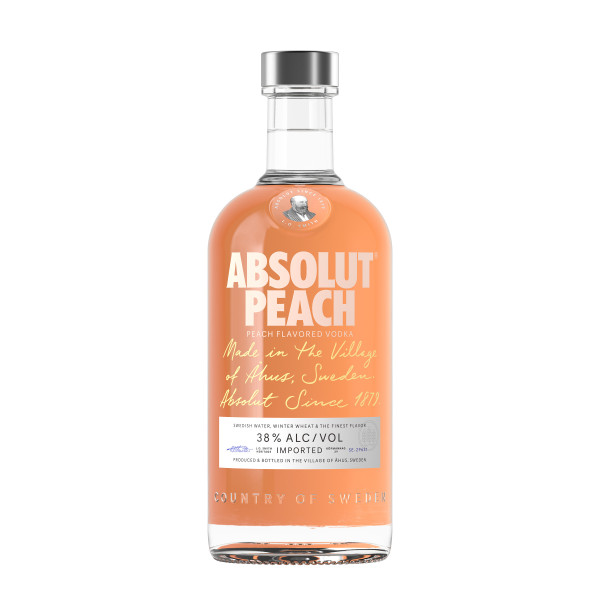 ABSOLUT
PEACH
PEACH FLAVORED VODKA
Made in the Village
of Åhus, Sweden
Absolut Since 1879
SWEDISH WATER, WINTER WHEAT & THE FINEST FLAVOR
38% ALC/VOL
IMPORTED
PRODUCED & BOTTLED IN THE VILLAGE OF ÅHUS, SWEDEN
COUNTRY OF SWEDEN